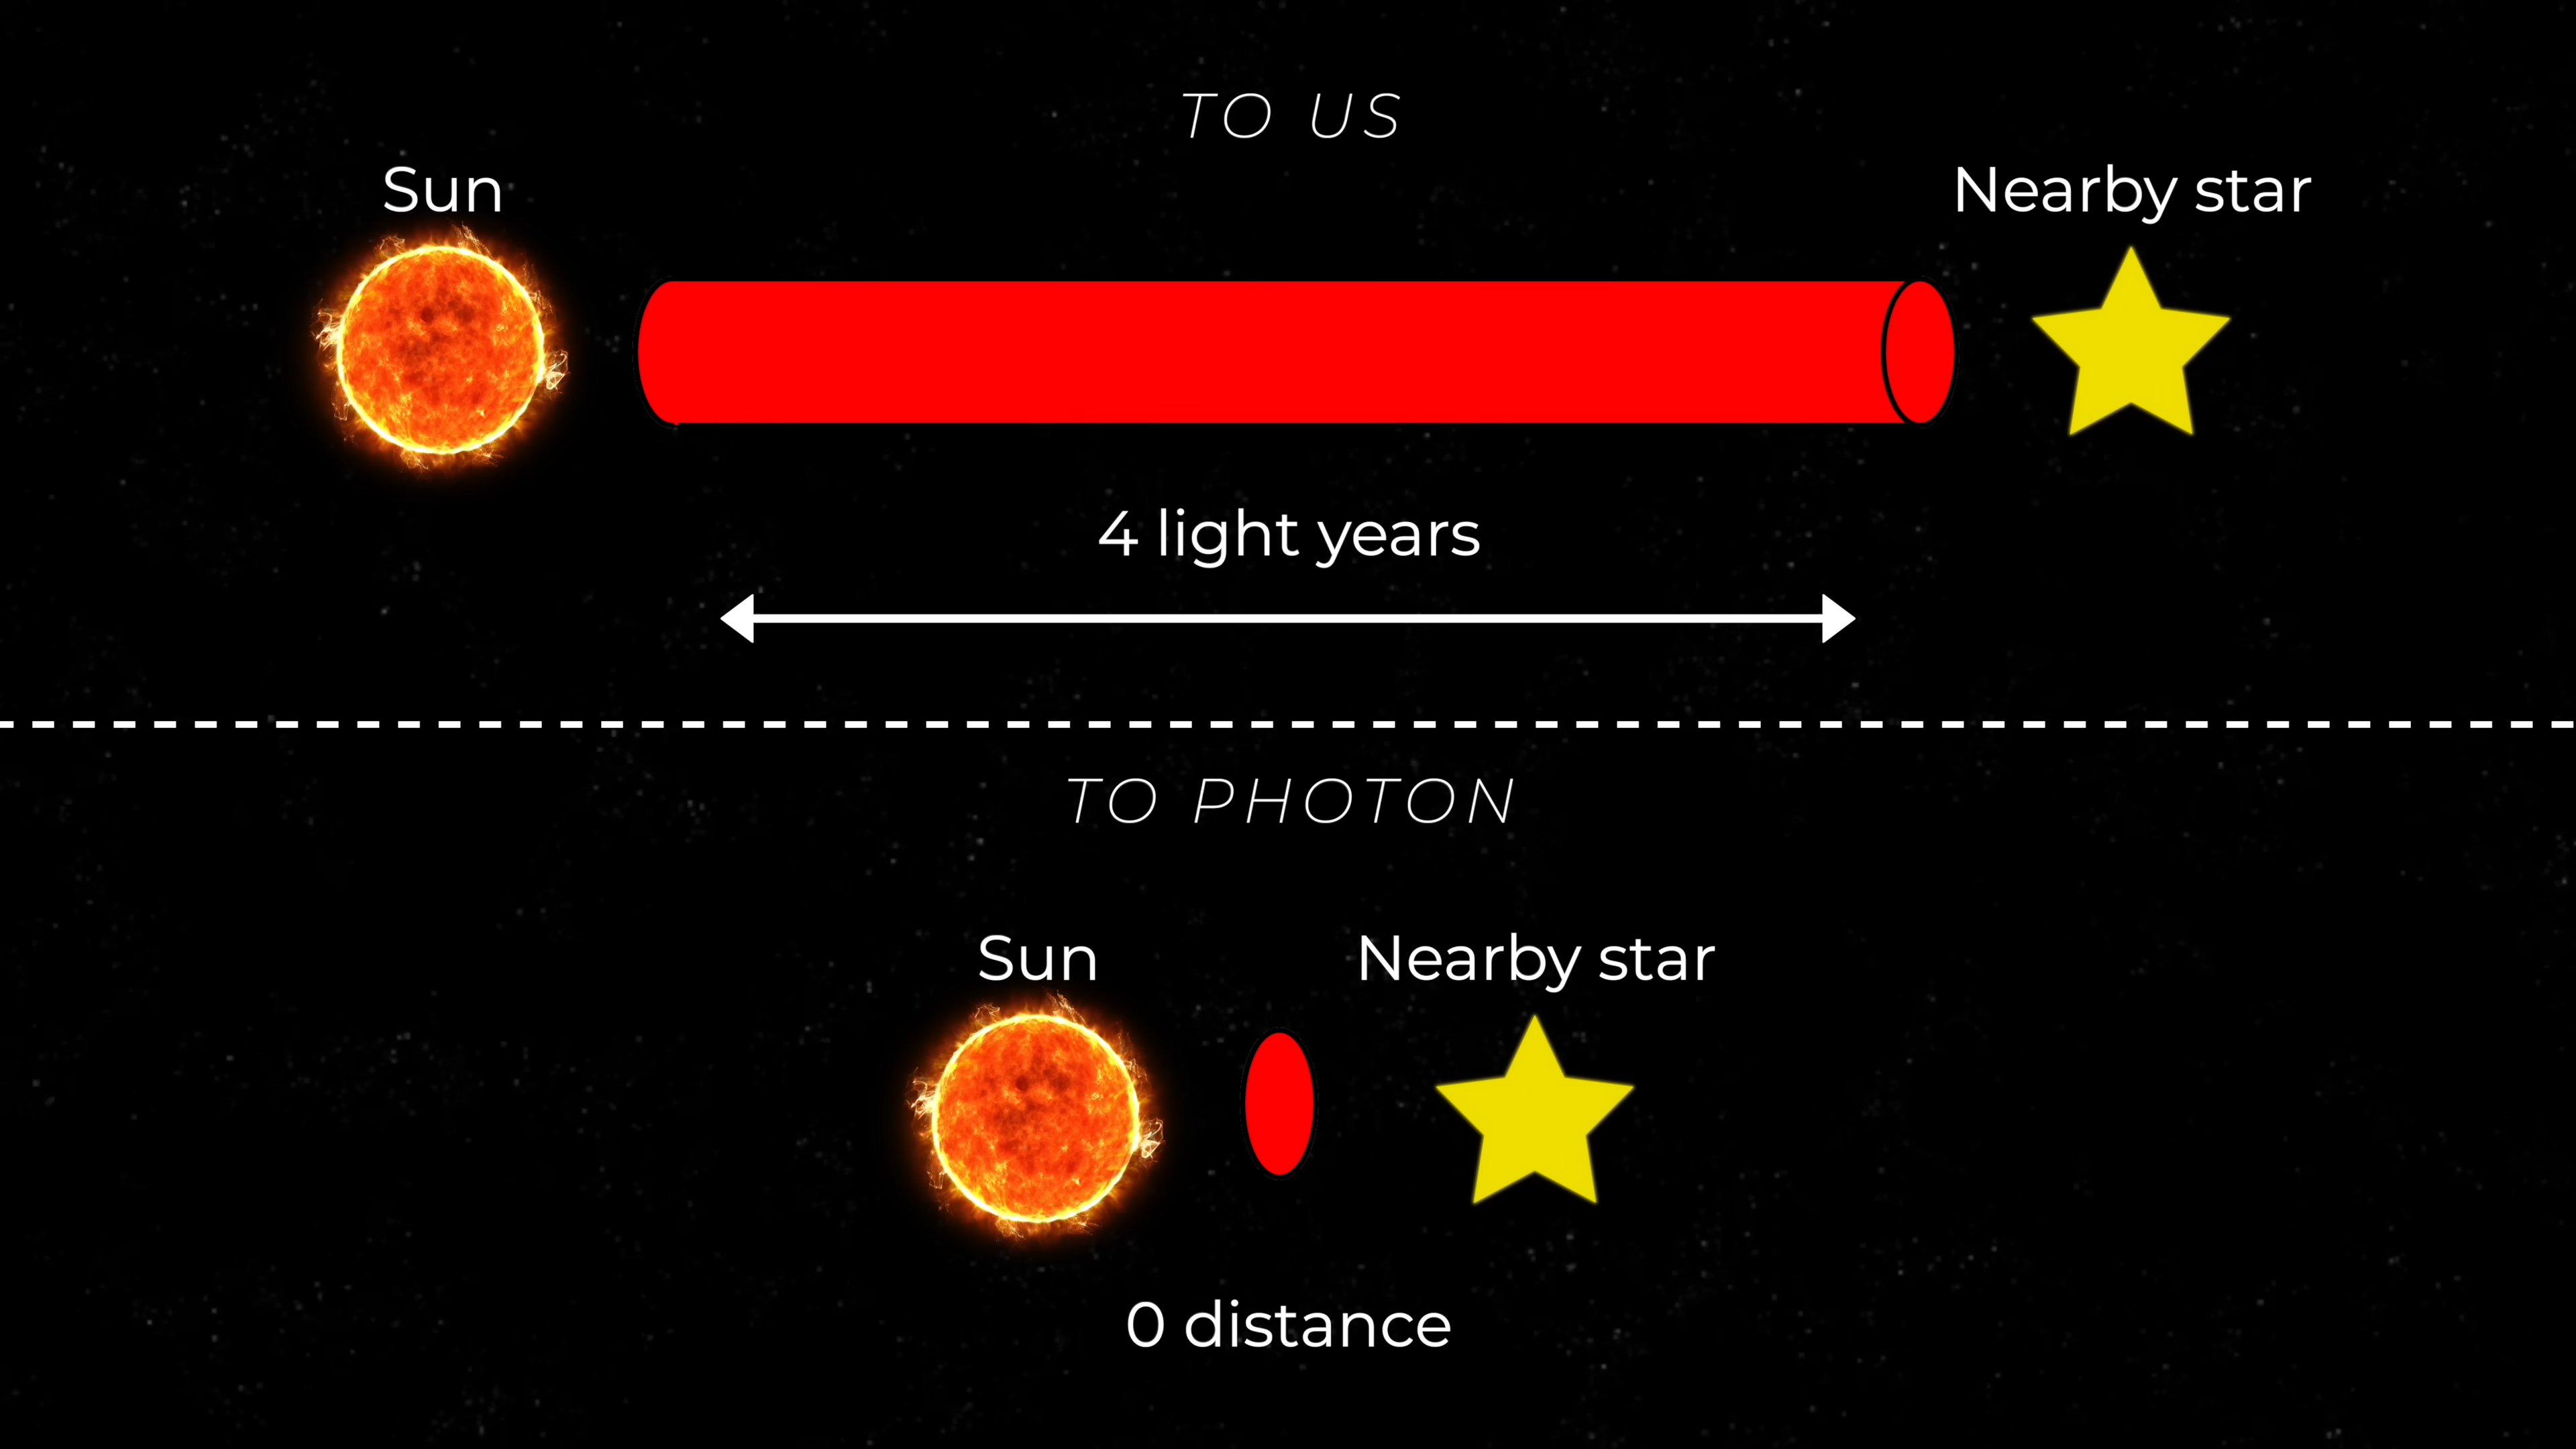 TO US
Sun
Nearby star
4 light years
TO PHOTON
Sun
Nearby star
0 distance